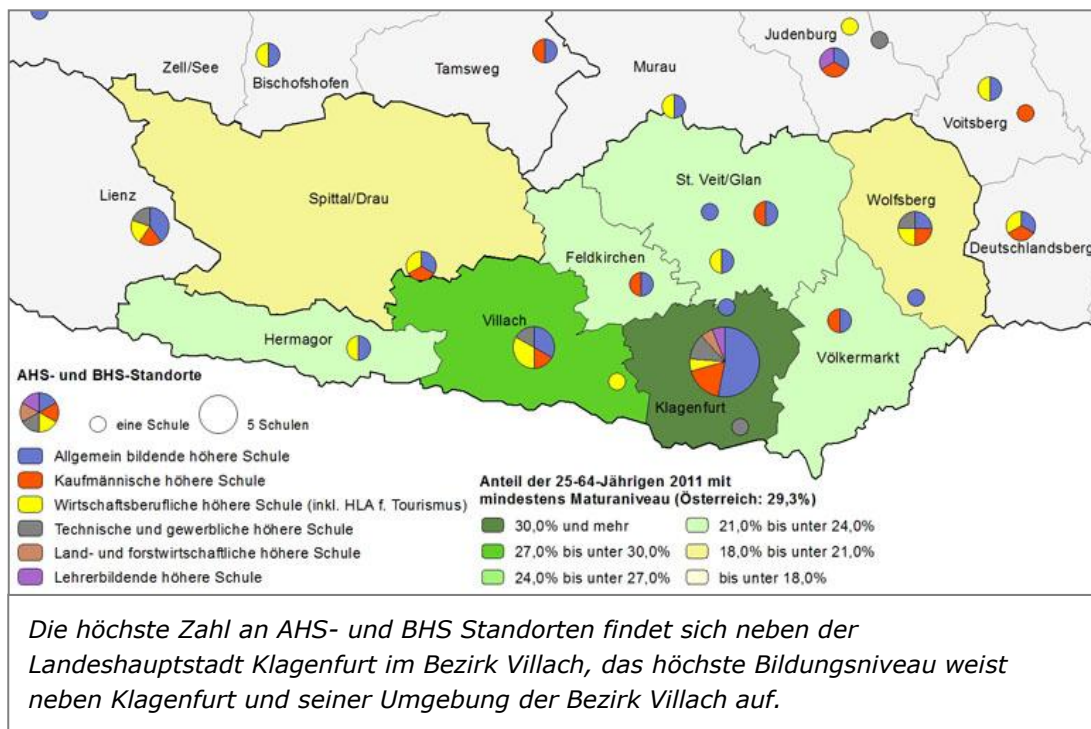 Zell/See
Bischofshofen
Tamsweg
Murau
Judenburg
Voitsberg
Lienz
Spittal/Drau
St. Veit/Glan
Wolfsberg
Deutschlandsberg
Feldkirchen
Hermagor
Villach
Klagenfurt
Völkermarkt
AHS- und BHS-Standorte
eine Schule
5 Schulen
Allgemein bildende höhere Schule
Kaufmännische höhere Schule
Wirtschaftsberufliche höhere Schule (inkl. HLA f. Tourismus)
Technische und gewerbliche höhere Schule
Land- und forstwirtschaftliche höhere Schule
Lehrerbildende höhere Schule
Anteil der 25-64-Jährigen 2011 mit
mindestens Maturaniveau (Österreich: 29,3%)
30,0% und mehr
27,0% bis unter 30,0%
24,0% bis unter 27,0%
21,0% bis unter 24,0%
18,0% bis unter 21,0%
bis unter 18,0%
Die höchste Zahl an AHS- und BHS Standorten findet sich neben der
Landeshauptstadt Klagenfurt im Bezirk Villach, das höchste Bildungsniveau weist
neben Klagenfurt und seiner Umgebung der Bezirk Villach auf.